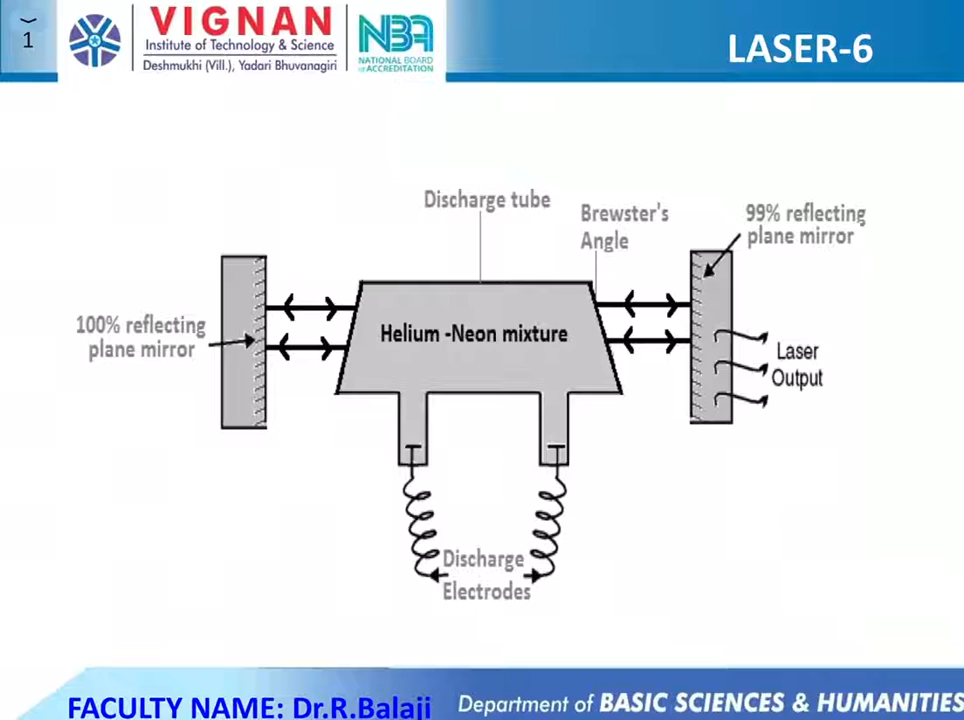 1
VIGNAN
Institute of Technology & Science
Deshmukhi (Vill.), Yadari Bhuvanagiri
NBA
NATIONAL BOARD
of ACCREDITATION
LASER-6
Discharge tube
Brewster's
Angle
99% reflecting
plane mirror
100% reflecting
plane mirror
Helium -Neon mixture
Laser
Output
Discharge
Electrodes
FACULTY NAME: Dr.R.Balaji
Department of BASIC SCIENCES & HUMANITIES